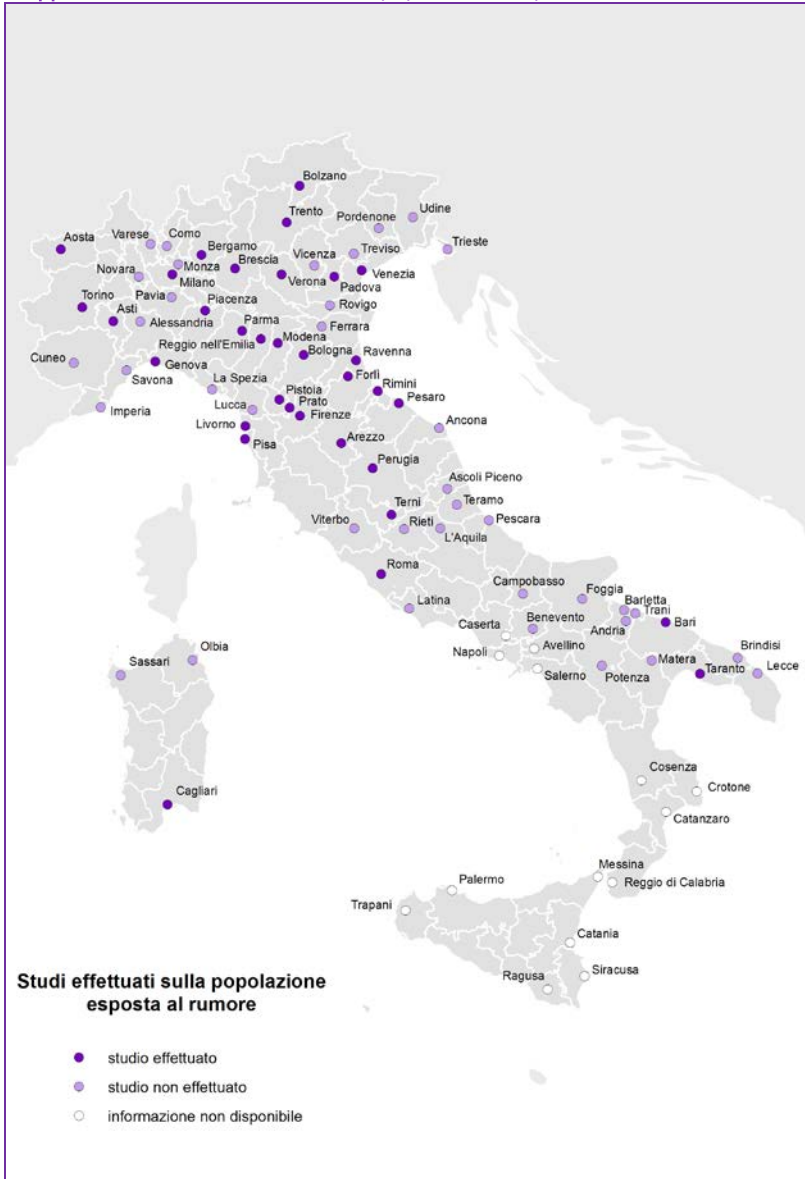 Bolzano
Trento
Pordenone
Udine
Aosta
Varese
Como
Bergamo
Brescia
Vicenza
Treviso
Trieste
Novara
Monza
Milano
Verona
Padova
Venezia
Torino
Pavia
Piacenza
Rovigo
Asti
Alessandria
Parma
Modena
Ferrara
Cuneo
Reggio nell'Emilia
Bologna
Ravenna
Savona
Genova
La Spezia
Pistoia
Forlì
Rimini
Imperia
Lucca
Prato
Firenze
Pesaro
Livorno
Pisa
Arezzo
Ancona
Perugia
Ascoli Piceno
Terni
Teramo
Viterbo
Rieti
L'Aquila
Pescara
Roma
Latina
Campobasso
Foggia
Barletta
Trani
Caserta
Benevento
Andria
Bari
Napoli
Avellino
Salerno
Potenza
Matera
Taranto
Brindisi
Lecce
Olbia
Sassari
Cagliari
Cosenza
Crotone
Catanzaro
Messina
Reggio di Calabria
Palermo
Trapani
Catania
Ragusa
Siracusa
Studi effettuati sulla popolazione
esposta al rumore
studio effettuato
studio non effettuato
informazione non disponibile